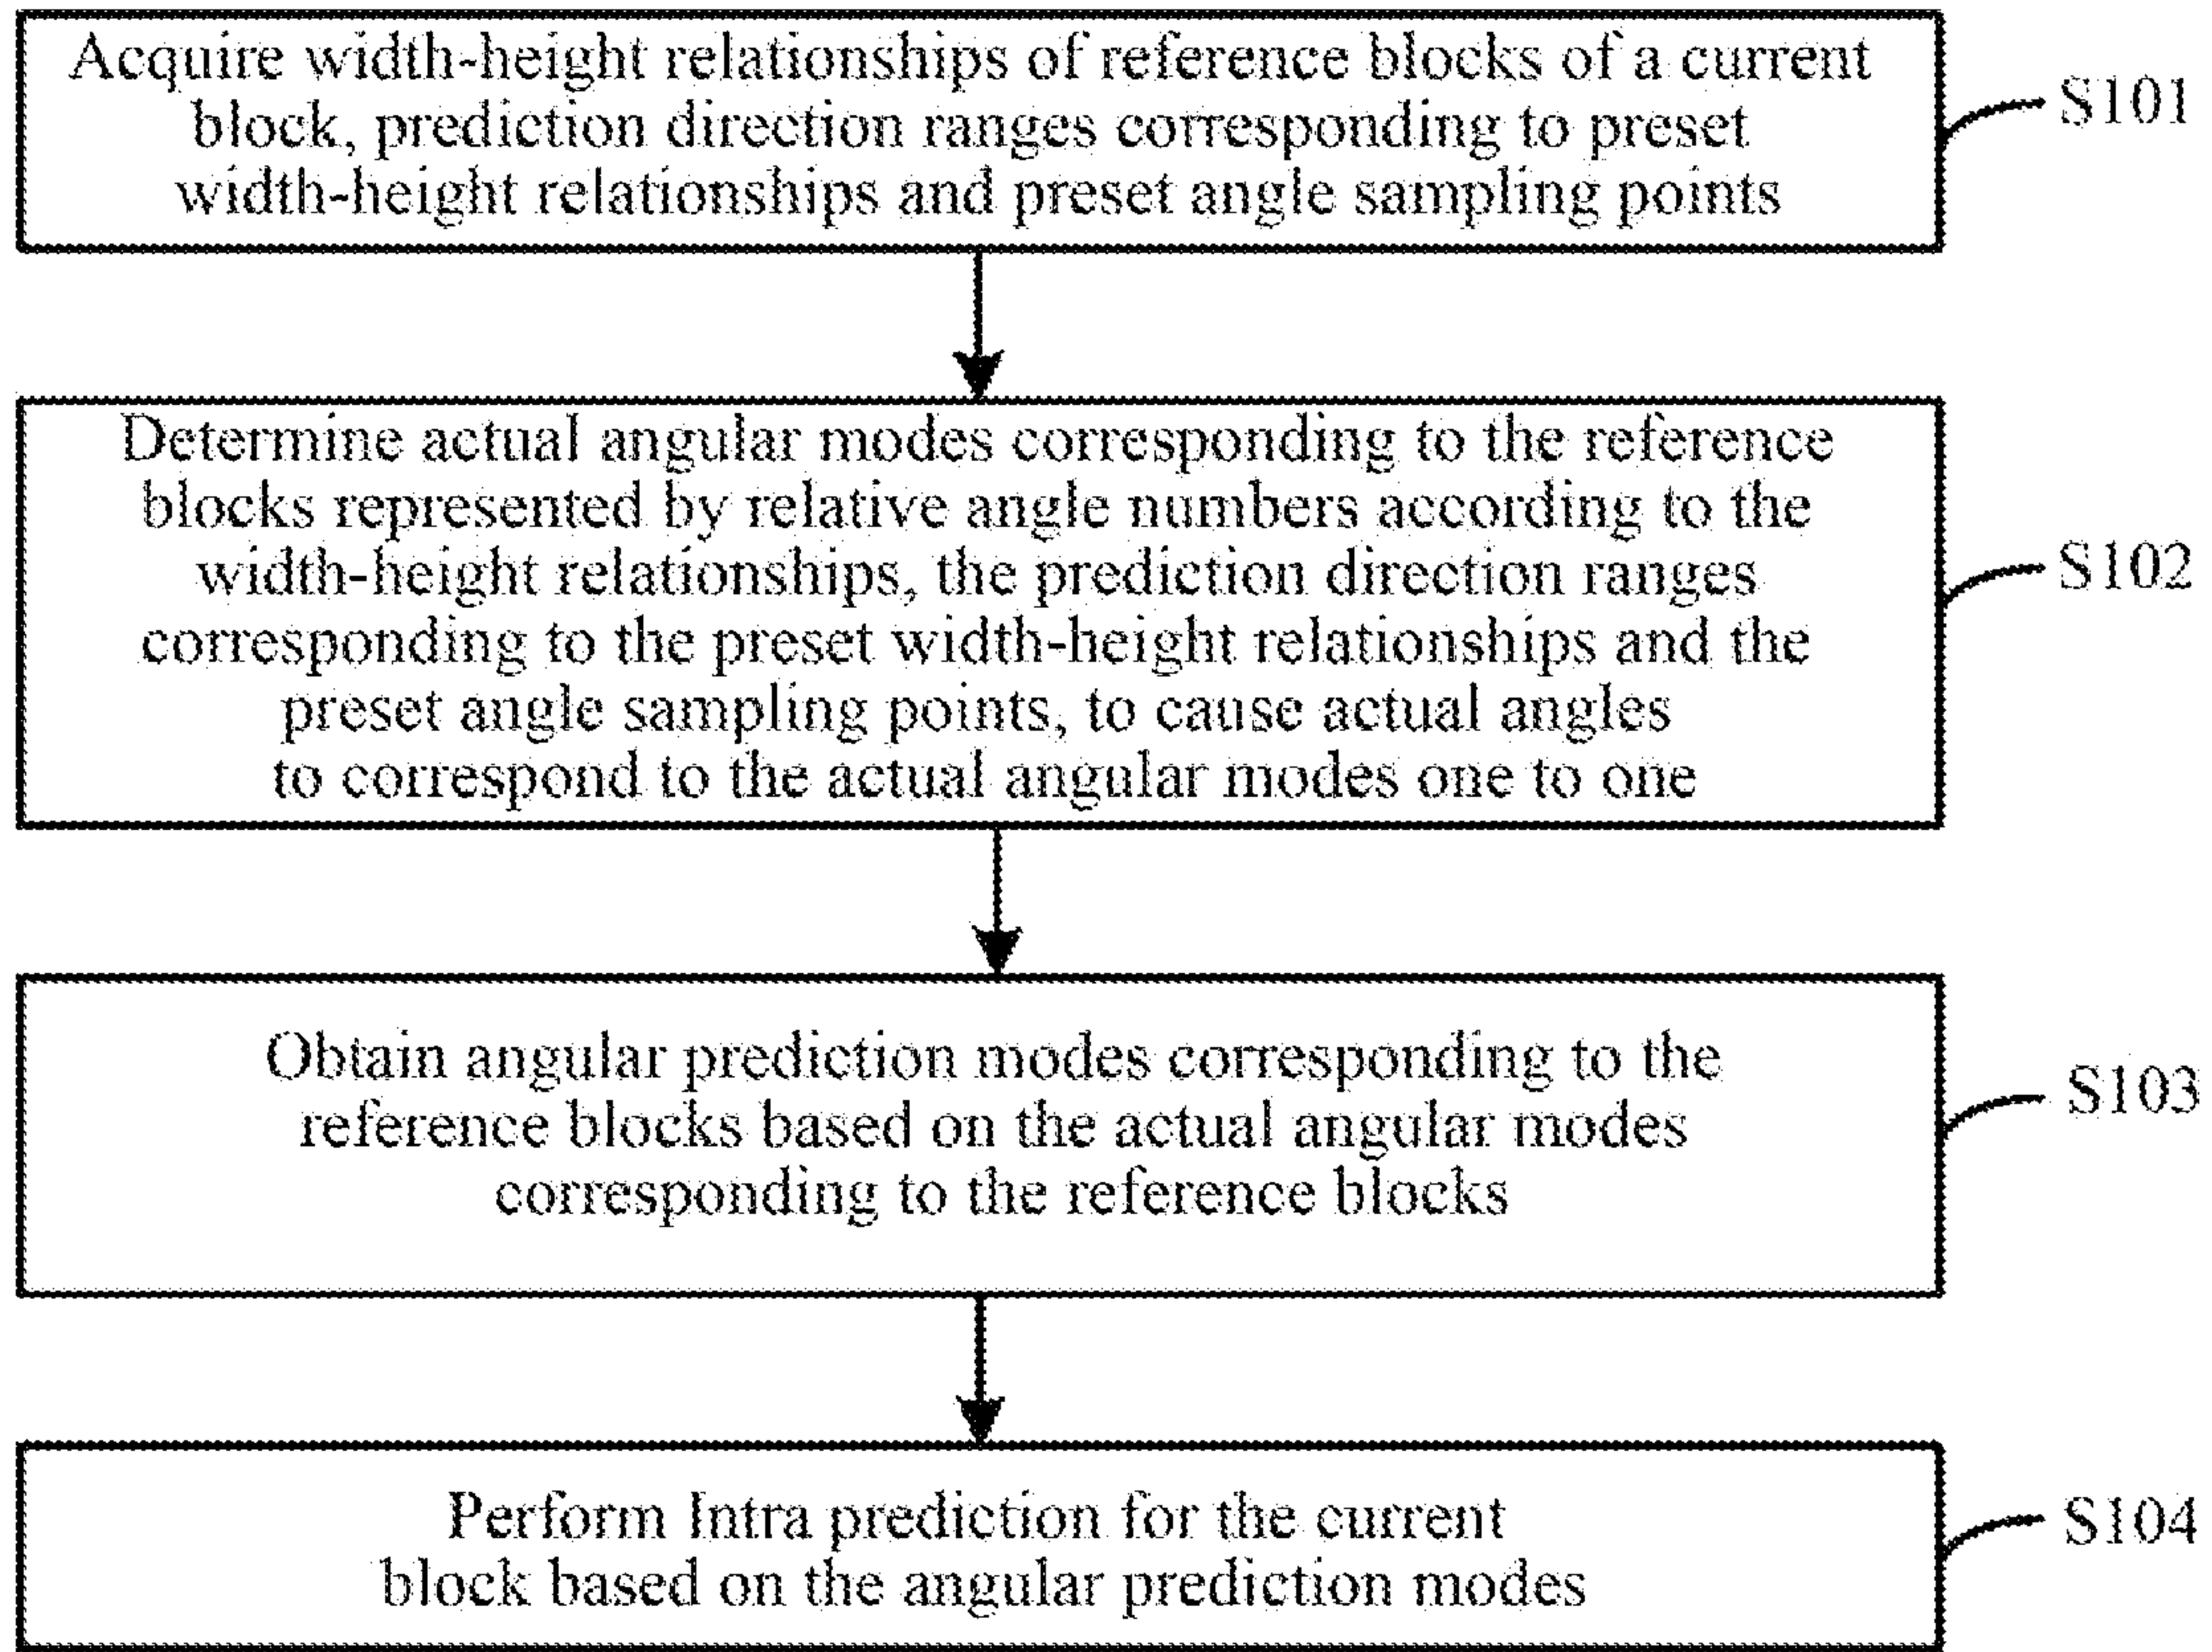 Acquire width-height relationships of reference blocks of a current
block, prediction direction ranges corresponding to preset
width-height relationships and preset angle sampling points
S101
Determine actual angular modes corresponding to the reference
blocks represented by relative angle numbers according to the
width-height relationships, the prediction direction ranges
corresponding to the preset width-height relationships and the
preset angle sampling points, to cause actual angles
to correspond to the actual angular modes one to one
S102
Obtain angular prediction modes corresponding to the
reference blocks based on the actual angular modes
corresponding to the reference blocks
S103
Perform Intra prediction for the current
block based on the angular prediction modes
S104